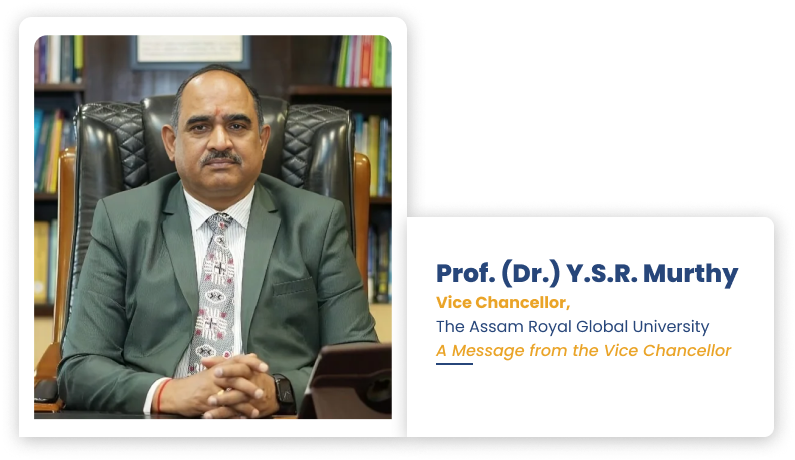 Prof. (Dr.) Y.S.R. Murthy
Vice Chancellor,
The Assam Royal Global University
A Message from the Vice Chancellor